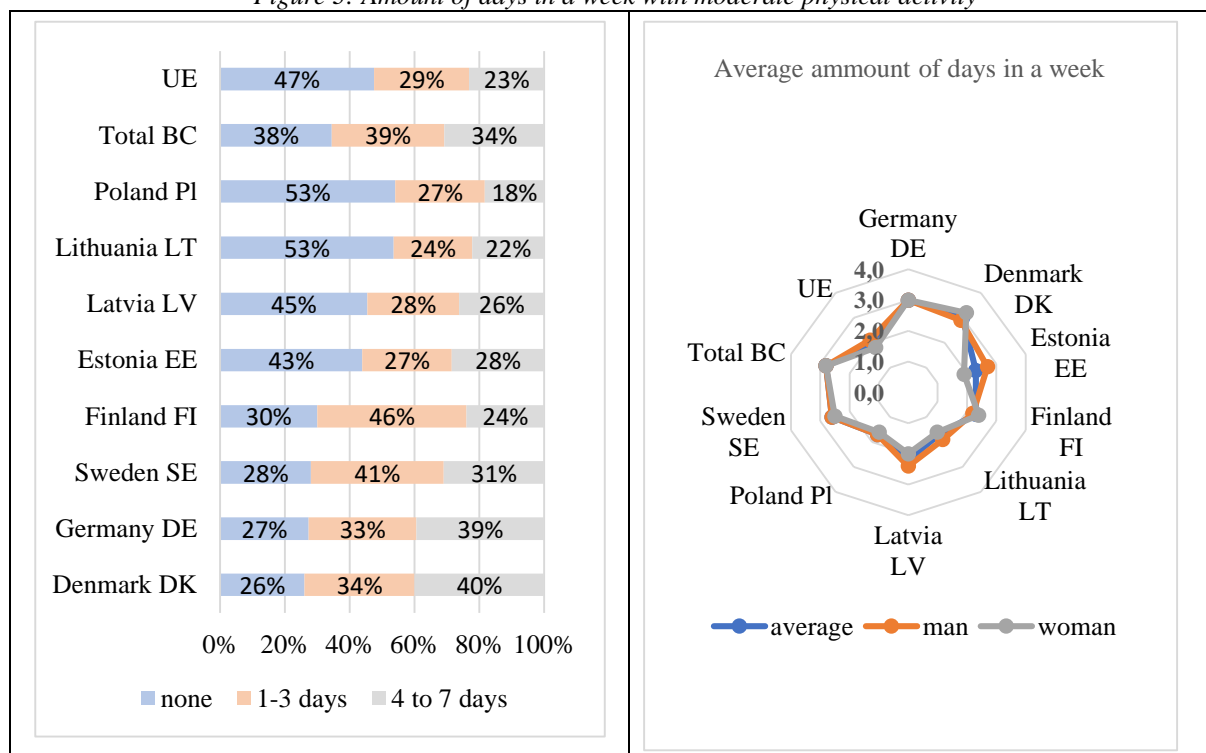 Figure 3. Amount of days in a week with moderate physical activity
UE 47% 29% 23%
Total BC 38% 39% 34%
Poland Pl 53% 27% 18%
Lithuania LT 53% 24% 22%
Latvia LV 45% 28% 26%
Estonia EE 43% 27% 28%
Finland FI 30% 46% 24%
Sweden SE 28% 41% 31%
Germany DE 27% 33% 39%
Denmark DK 26% 34% 40%
0% 20% 40% 60% 80% 100%
none 1-3 days 4 to 7 days
Average ammount of days in a week
Germany
DE
Denmark
DK
Estonia
EE
Finland
FI
Lithuania
LT
Latvia
LV
Poland Pl
Sweden
SE
Total BC
UE
4,0
3,0
2,0
1,0
0,0
average man woman